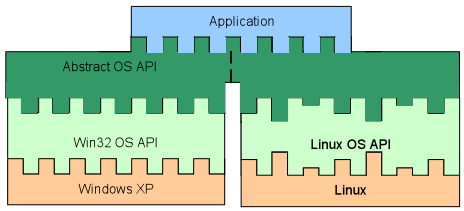 Application
Abstract OS API
Win32 OS API
Linux OS API
Windows XP
Linux